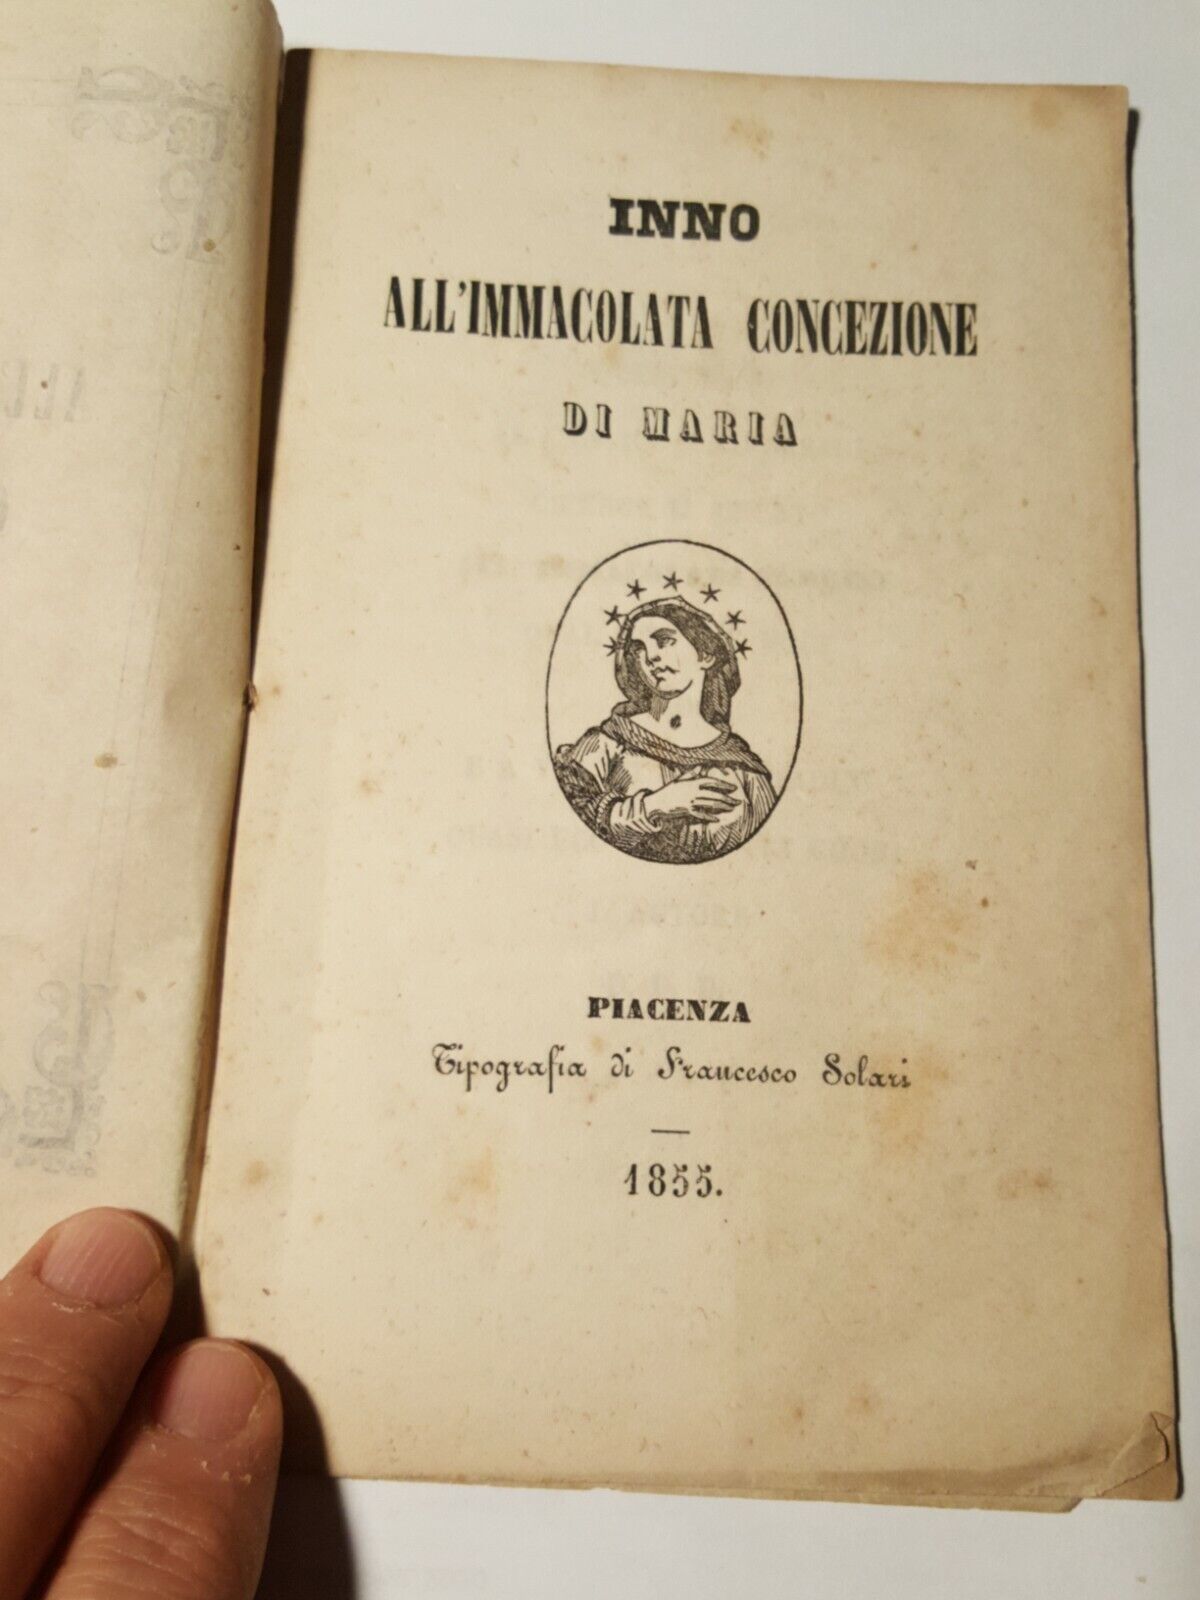 INNO
ALL'IMMACOLATA CONCEZIONE
DI MARIA
PIACENZA
Tipografia di Francesco Solari
1855.